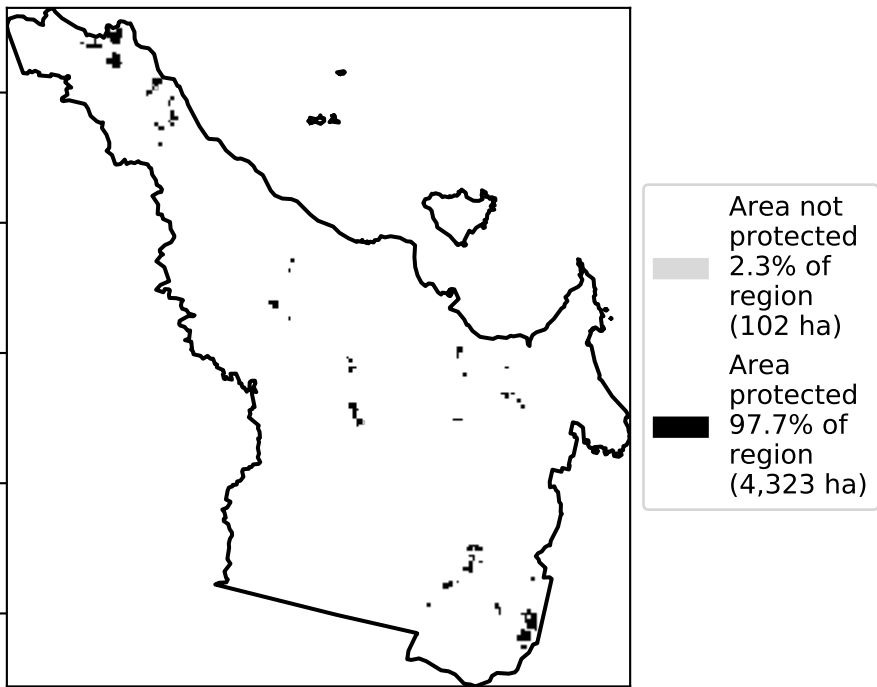 Area not
protected
2.3% of
region
(102 ha)
Area
protected
97.7% of
region
(4,323 ha)